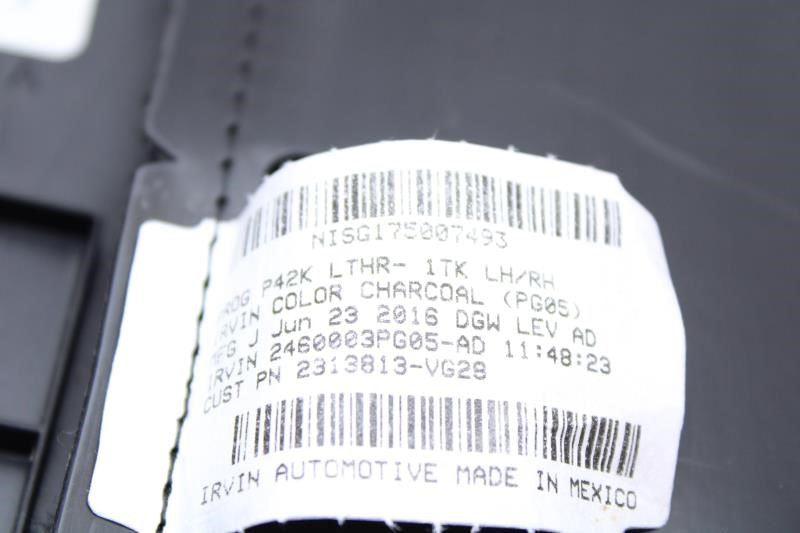 NISG175007493
PROG P42K LTHR- 1TK LH/RH
IRVIN COLOR CHARCOAL (PG05)
MFG J Jun 23 2016 DGW LEV AD
IRVIN 2460003PG05-AD 11:48:23
CUST PN 2313813-VG28
IRVIN AUTOMOTIVE MADE IN MEXICO